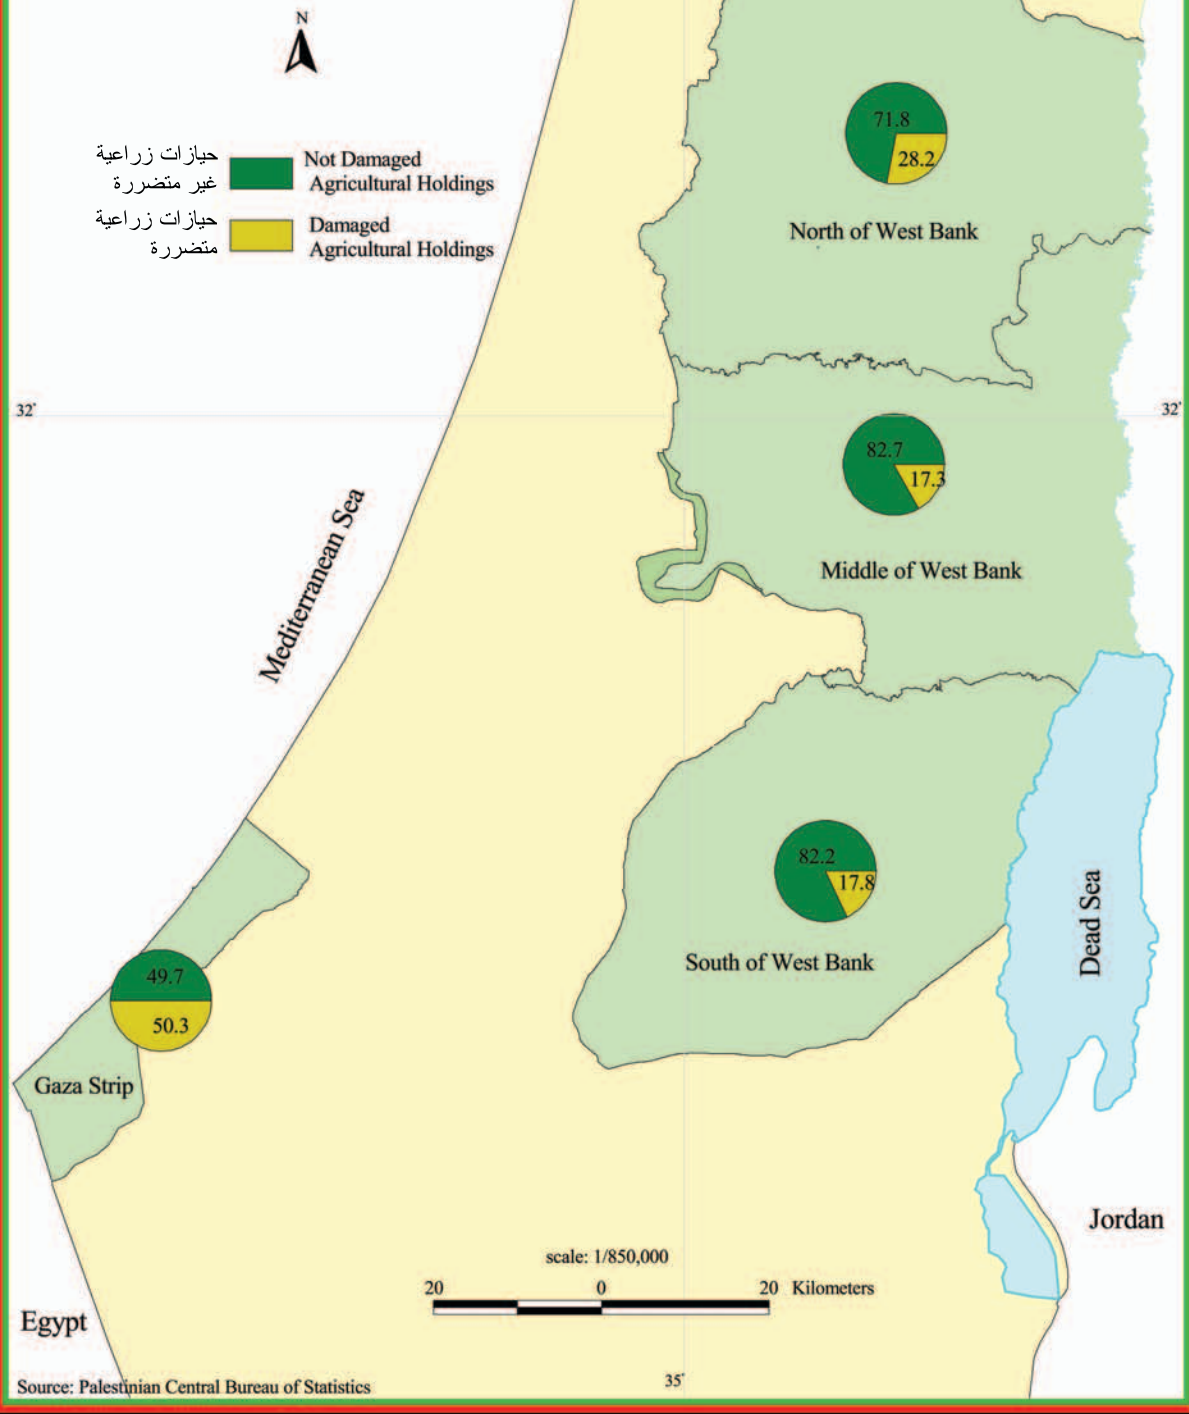 N
حيازات زراعية
غير متضررة
Not Damaged
Agricultural Holdings
حيازات زراعية
متضررة
Damaged
Agricultural Holdings
71.8
28.2
North of West Bank
32°
32°
82.7
17.3
Middle of West Bank
Mediterranean Sea
82.2
17.8
South of West Bank
Dead Sea
49.7
50.3
Gaza Strip
Jordan
scale: 1/850,000
20 0 20 Kilometers
Egypt
35°
Source: Palestinian Central Bureau of Statistics